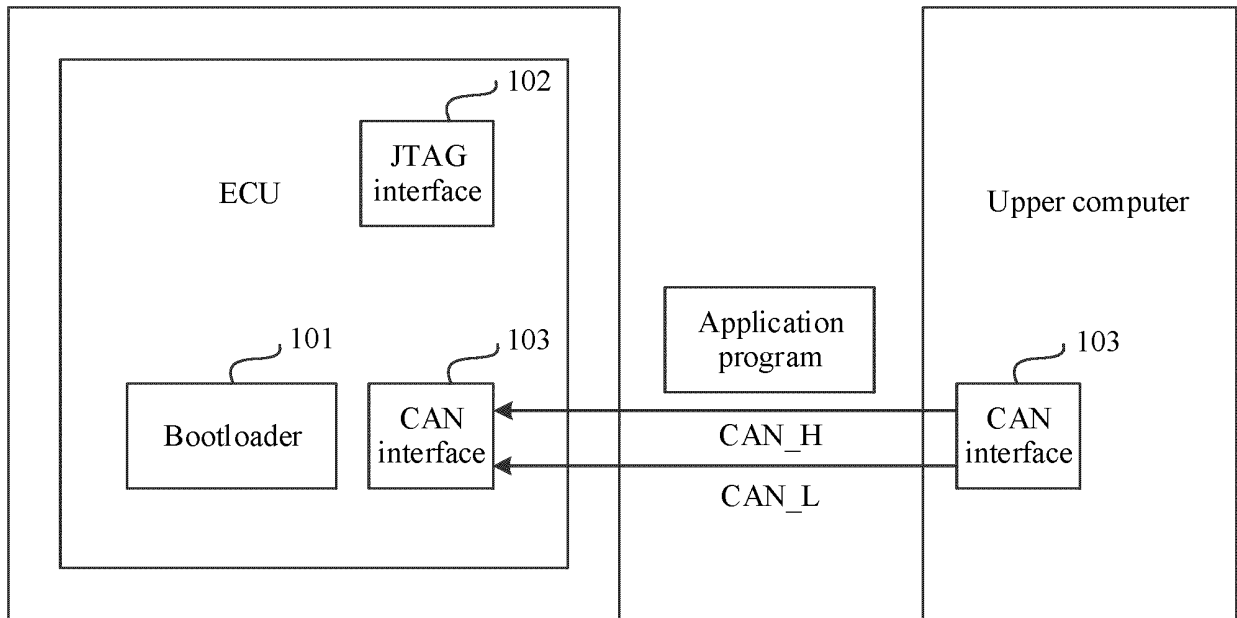 102
JTAG
interface
ECU
Upper computer
Application
program
101
103
103
Bootloader
CAN
interface
CAN_H
CAN_L
CAN
interface